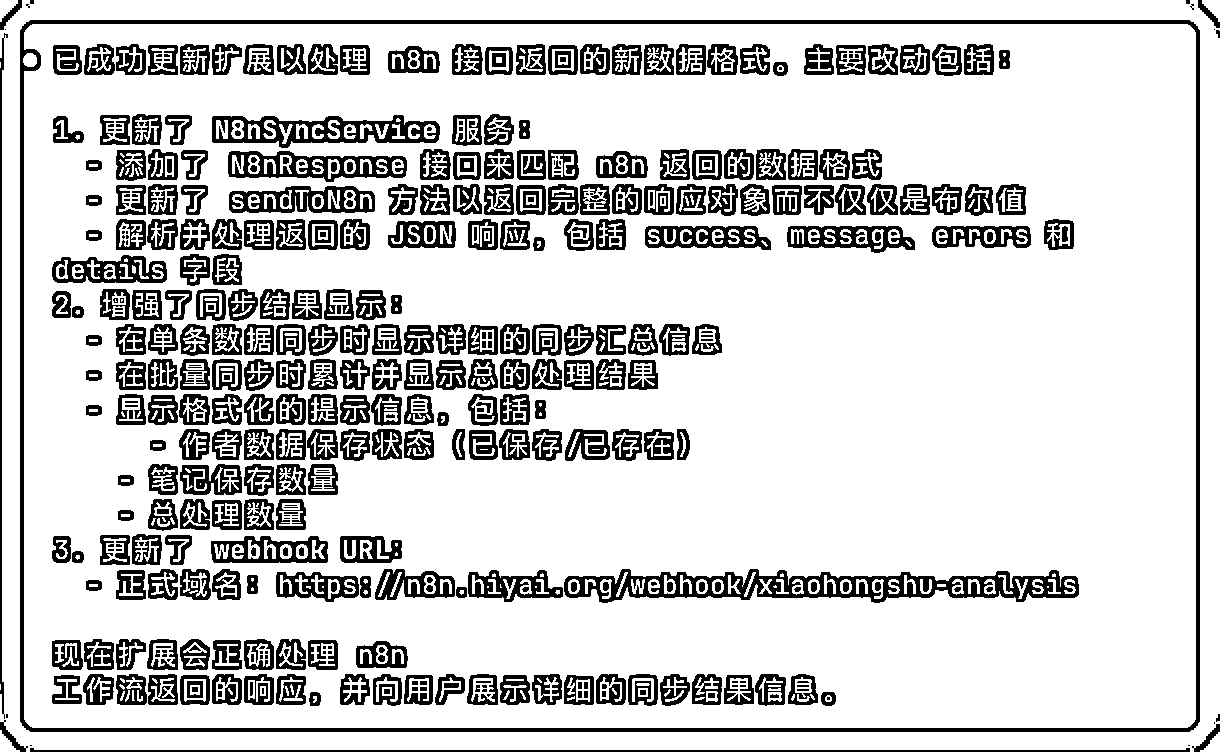 已成功更新扩展以处理 n8n 接口返回的新数据格式。主要改动包括：
1. 更新了 N8nSyncService 服务：
- 添加了 N8nResponse 接口来匹配 n8n 返回的数据格式
- 更新了 sendToN8n 方法以返回完整的响应对象而不仅仅是布尔值
- 解析并处理返回的 JSON 响应，包括 success、message、errors 和
details 字段
2. 增强了同步结果显示：
- 在单条数据同步时显示详细的同步汇总信息
- 在批量同步时累计并显示总的处理结果
- 显示格式化的提示信息，包括：
- 作者数据保存状态（已保存/已存在）
- 笔记保存数量
- 总处理数量
3. 更新了 webhook URL：
- 正式域名：https://n8n.hiyai.org/webhook/xiaohongshu-analysis
现在扩展会正确处理 n8n
工作流返回的响应，并向用户展示详细的同步结果信息。